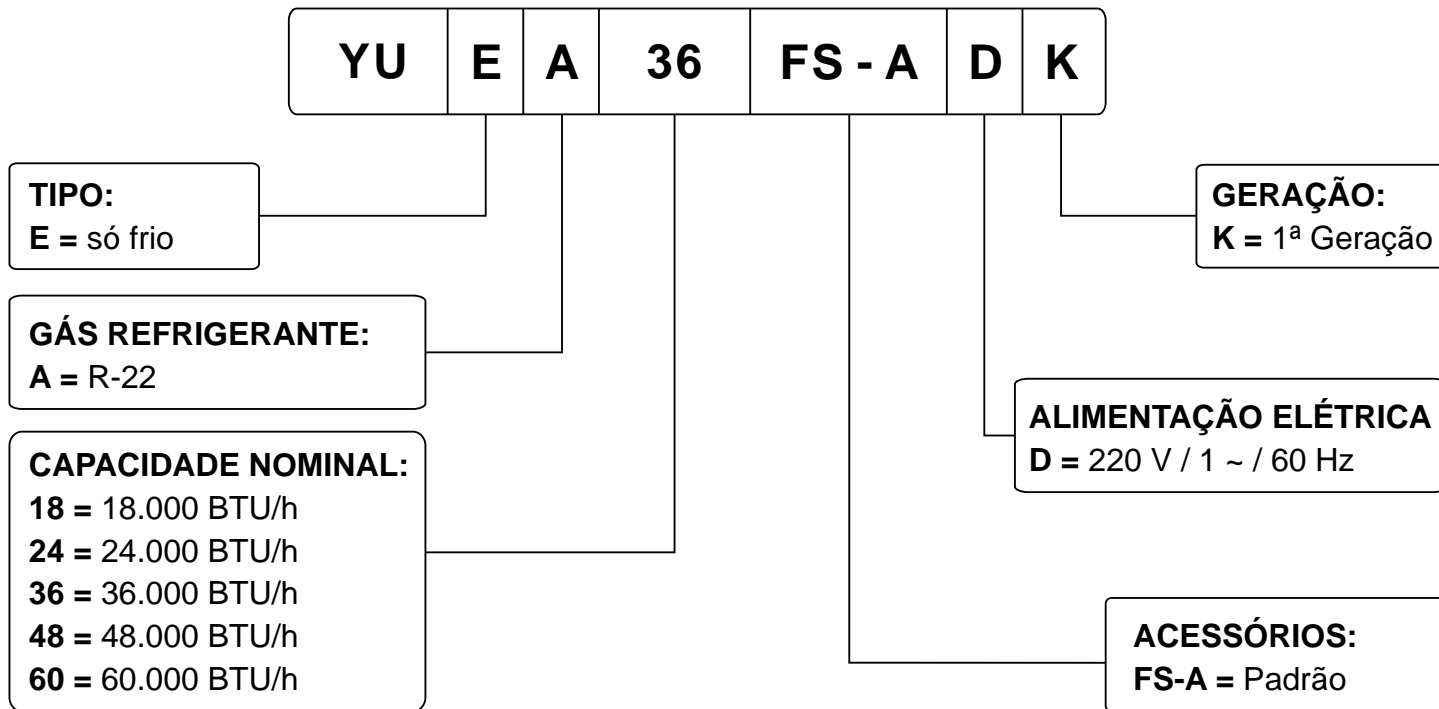 YU E A 36 FS - A D K
TIPO:
E = só frio
GERAÇÃO:
K = 1ª Geração
GÁS REFRIGERANTE:
A = R-22
ALIMENTAÇÃO ELÉTRICA
D = 220 V / 1 ~ / 60 Hz
CAPACIDADE NOMINAL:
18 = 18.000 BTU/h
24 = 24.000 BTU/h
36 = 36.000 BTU/h
48 = 48.000 BTU/h
60 = 60.000 BTU/h
ACESSÓRIOS:
FS-A = Padrão